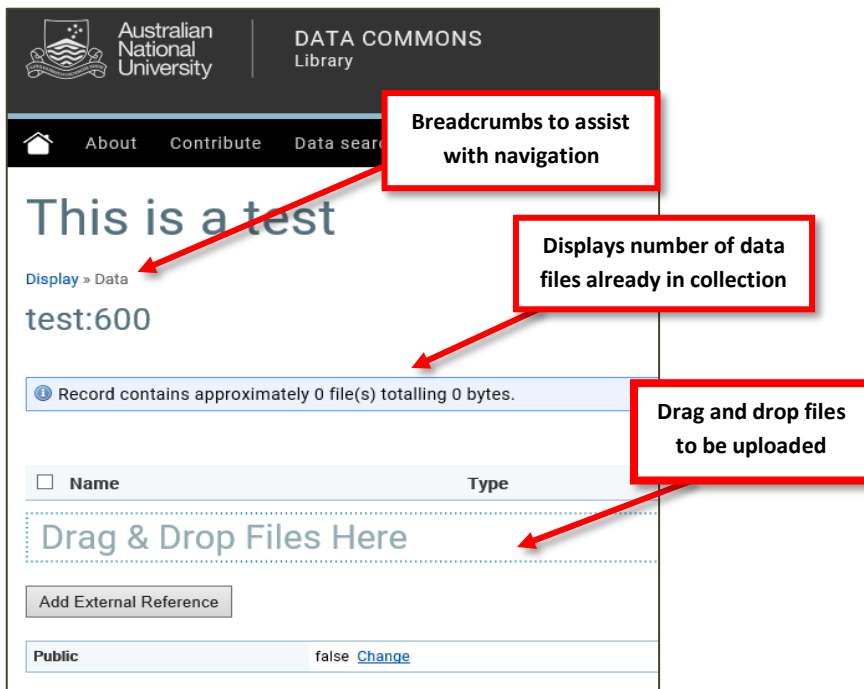 Australian
National
University
DATA COMMONS
Library
Breadcrumbs to assist
with navigation
About Contribute Data sear
This is a test
Displays number of data
files already in collection
Display » Data
test:600
Record contains approximately 0 file(s) totalling 0 bytes.
Drag and drop files
to be uploaded
Name Type
Drag & Drop Files Here
Add External Reference
Public false Change